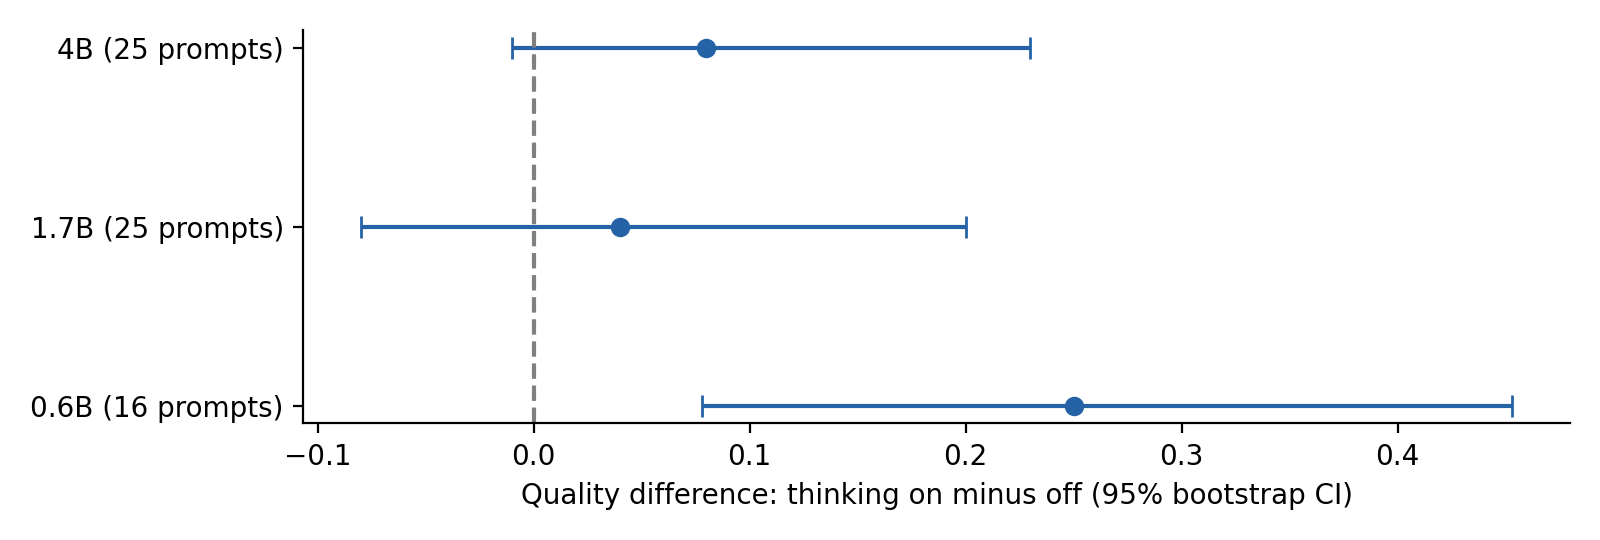 4B (25 prompts)
1.7B (25 prompts)
0.6B (16 prompts)
−0.1 0.0 0.1 0.2 0.3 0.4
Quality difference: thinking on minus off (95% bootstrap CI)